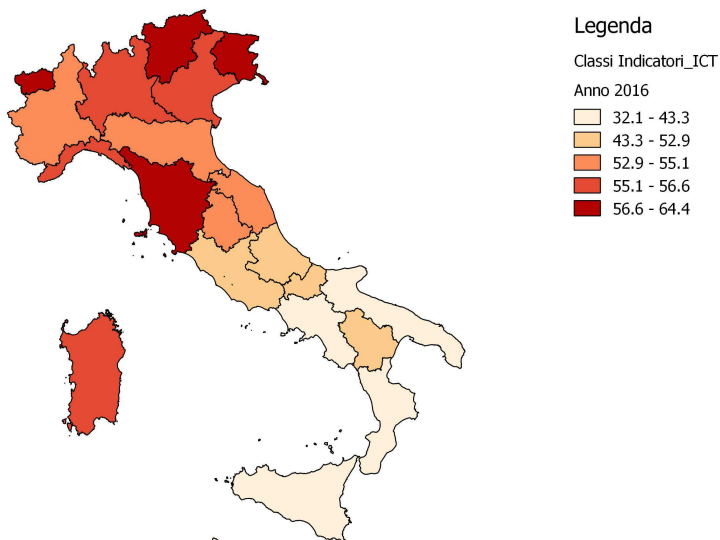 Legenda
Classi Indicatori_ICT
Anno 2016
32.1 - 43.3
43.3 - 52.9
52.9 - 55.1
55.1 - 56.6
56.6 - 64.4